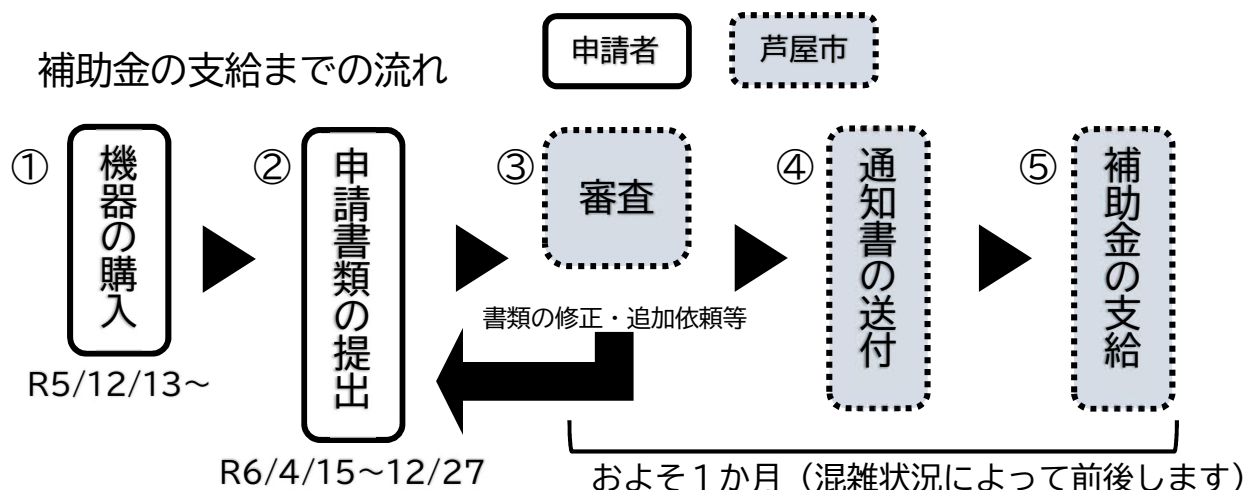 補助金の支給までの流れ
申請者
芦屋市
①
機器の購入
R5/12/13～
②
申請書類の提出
R6/4/15～12/27
③
審査
書類の修正・追加依頼等
④
通知書の送付
⑤
補助金の支給
およそ１か月（混雑状況によって前後します）